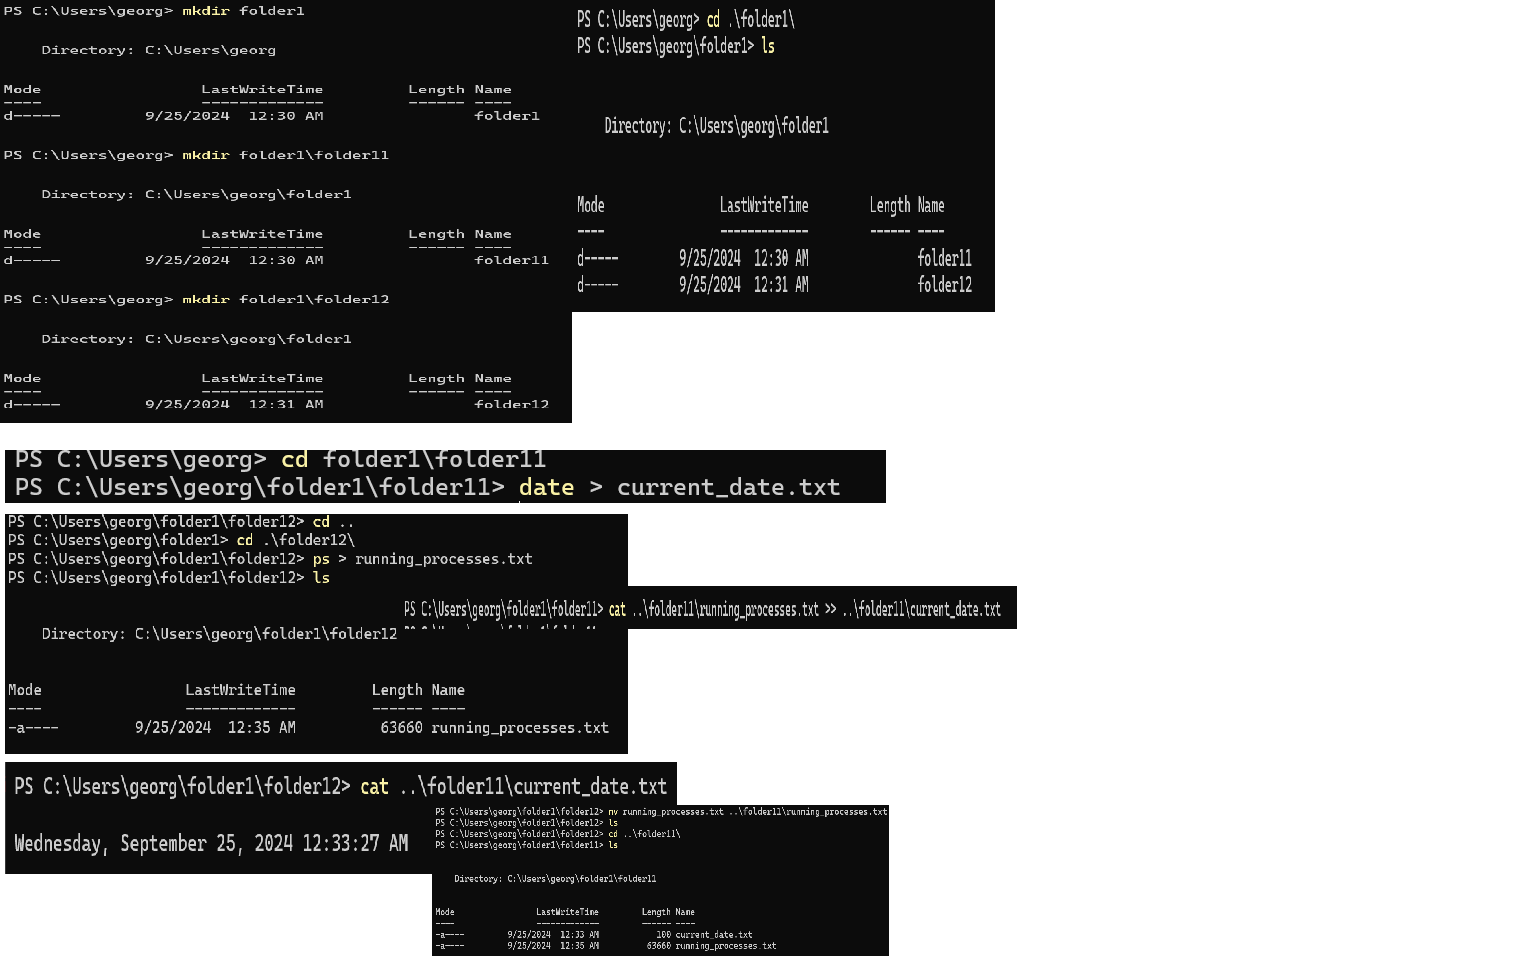 PS C:\Users\georg> mkdir folder1
Directory: C:\Users\georg
Mode LastWriteTime Length Name
---- ------------- ------ ----
d----- 9/25/2024 12:30 AM folder1
PS C:\Users\georg> mkdir folder1\folder11
Directory: C:\Users\georg\folder1
Mode LastWriteTime Length Name
---- ------------- ------ ----
d----- 9/25/2024 12:30 AM folder11
PS C:\Users\georg> mkdir folder1\folder12
Directory: C:\Users\georg\folder1
Mode LastWriteTime Length Name
---- ------------- ------ ----
d----- 9/25/2024 12:31 AM folder12
PS C:\Users\georg> cd .\folder1\
PS C:\Users\georg\folder1> ls
Directory: C:\Users\georg\folder1
Mode LastWriteTime Length Name
---- ------------- ------ ----
d----- 9/25/2024 12:30 AM folder11
d----- 9/25/2024 12:31 AM folder12
PS C:\Users\georg> cd folder1\folder11
PS C:\Users\georg\folder1\folder11> date > current_date.txt
PS C:\Users\georg\folder1\folder12> cd ..
PS C:\Users\georg\folder1> cd .\folder12\
PS C:\Users\georg\folder1\folder12> ps > running_processes.txt
PS C:\Users\georg\folder1\folder12> ls
Directory: C:\Users\georg\folder1\folder12
Mode LastWriteTime Length Name
---- ------------- ------ ----
-a---- 9/25/2024 12:35 AM 63660 running_processes.txt
PS C:\Users\georg\folder1\folder11> cat ..\folder11\running_processes.txt >> ..\folder11\current_date.txt
PS C:\Users\georg\folder1\folder12> cat ..\folder11\current_date.txt
Wednesday, September 25, 2024 12:33:27 AM
PS C:\Users\georg\folder1\folder12> mv running_processes.txt ..\folder11\running_processes.txt
PS C:\Users\georg\folder1\folder12> ls
PS C:\Users\georg\folder1\folder12> cd ..\folder11\
PS C:\Users\georg\folder1\folder11> ls
Directory: C:\Users\georg\folder1\folder11
Mode LastWriteTime Length Name
---- ------------- ------ ----
-a---- 9/25/2024 12:33 AM 100 current_date.txt
-a---- 9/25/2024 12:35 AM 63660 running_processes.txt